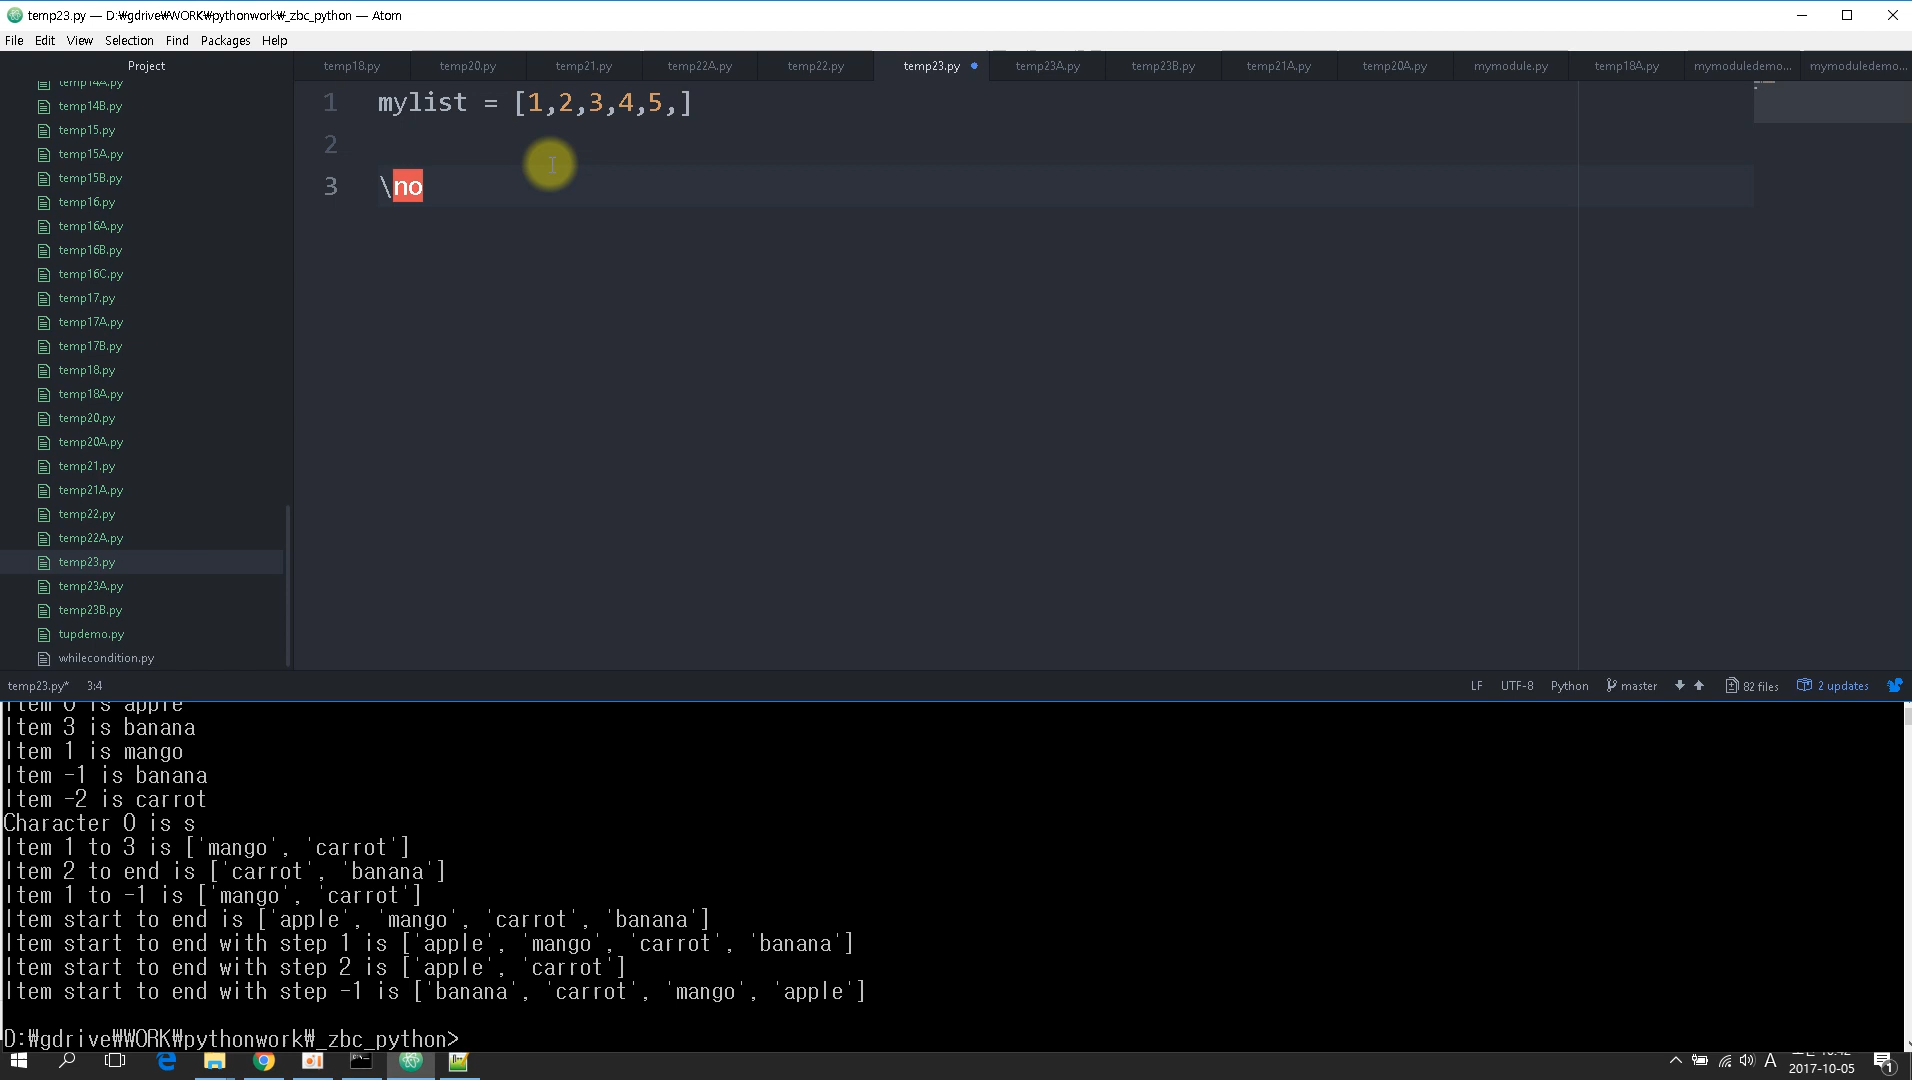 temp23.py — D:₩gdrive₩WORK₩pythonwork₩_zbc_python — Atom
File Edit View Selection Find Packages Help
Project
temp18.py temp20.py temp21.py temp22A.py temp22.py temp23.py temp23A.py temp23B.py temp21A.py temp20A.py mymodule.py temp18A.py mymoduledemo... mymoduledemo...
temp14A.py
temp14B.py
temp15.py
temp15A.py
temp15B.py
temp16.py
temp16A.py
temp16B.py
temp16C.py
temp17.py
temp17A.py
temp17B.py
temp18.py
temp18A.py
temp20.py
temp20A.py
temp21.py
temp21A.py
temp22.py
temp22A.py
temp23.py
temp23A.py
temp23B.py
tupdemo.py
whilecondition.py
1 mylist = [1,2,3,4,5,]
2
3 \no
temp23.py* 3:4 LF UTF-8 Python master 82 files 2 updates
Item 0 is apple
Item 3 is banana
Item 1 is mango
Item -1 is banana
Item -2 is carrot
Character 0 is s
Item 1 to 3 is ['mango', 'carrot']
Item 2 to end is ['carrot', 'banana']
Item 1 to -1 is ['mango', 'carrot']
Item start to end is ['apple', 'mango', 'carrot', 'banana']
Item start to end with step 1 is ['apple', 'mango', 'carrot', 'banana']
Item start to end with step 2 is ['apple', 'carrot']
Item start to end with step -1 is ['banana', 'carrot', 'mango', 'apple']
D:₩gdrive₩WORK₩pythonwork₩_zbc_python>
A
2017-10-05
1